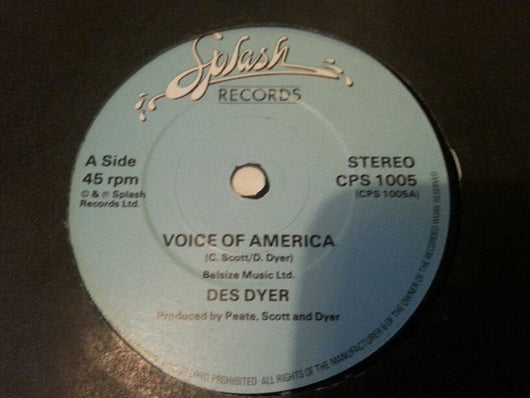 Splash
RECORDS
A Side
45 rpm
© & ℗ Splash
Records Ltd.
STEREO
CPS 1005
(CPS 1005A)
VOICE OF AMERICA
(C. Scott/D. Dyer)
Belsize Music Ltd.
DES DYER
Produced by Peate, Scott and Dyer
PROHIBITED ALL RIGHTS OF THE MANUFACTURER & OF THE OWNER OF THE RECORDED WORK RESERVED